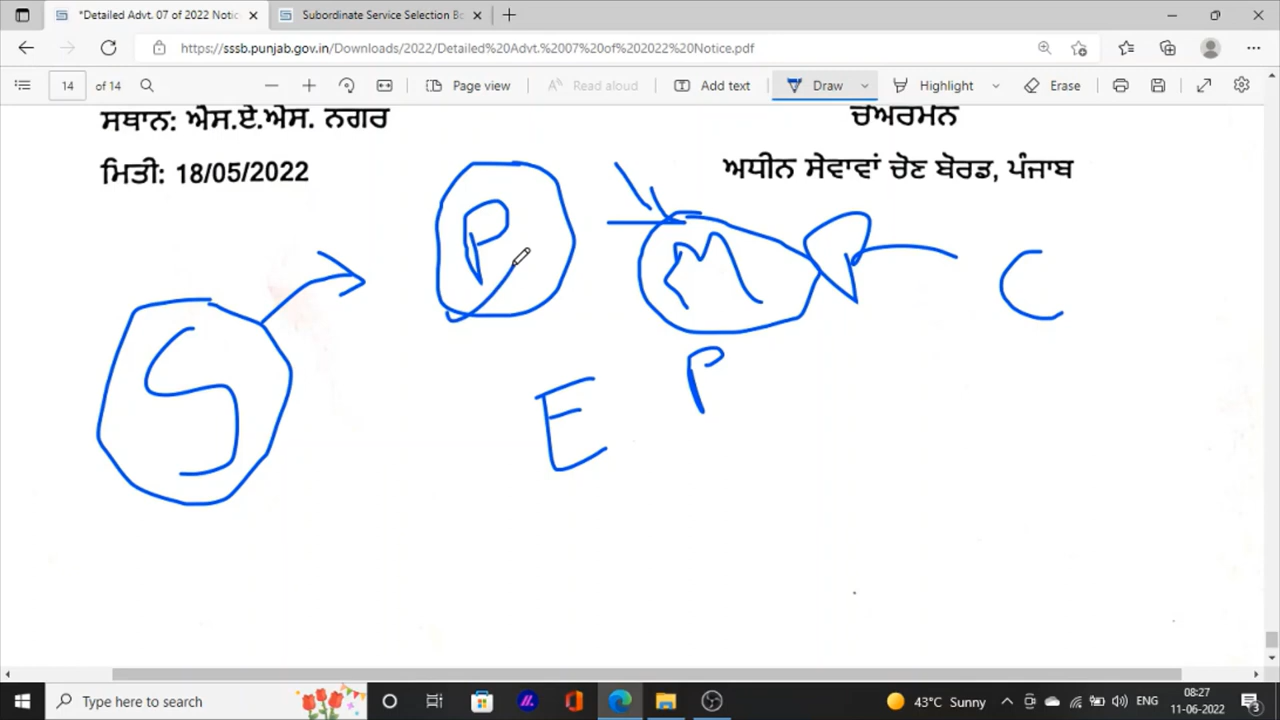 *Detailed Advt. 07 of 2022 Notic
Subordinate Service Selection Bo
https://sssb.punjab.gov.in/Downloads/2022/Detailed%20Advt.%2007%20of%202022%20Notice.pdf
14 of 14
Page view
Read aloud
Add text
Draw
Highlight
Erase
ਸਥਾਨ: ਐਸ.ਏ.ਐਸ. ਨਗਰ
ਚੇਅਰਮੈਨ
ਮਿਤੀ: 18/05/2022
ਅਧੀਨ ਸੇਵਾਵਾਂ ਚੋਣ ਬੋਰਡ, ਪੰਜਾਬ
P
M
C
S
P
E
Type here to search
43°C Sunny
ENG
08:27
11-06-2022
3